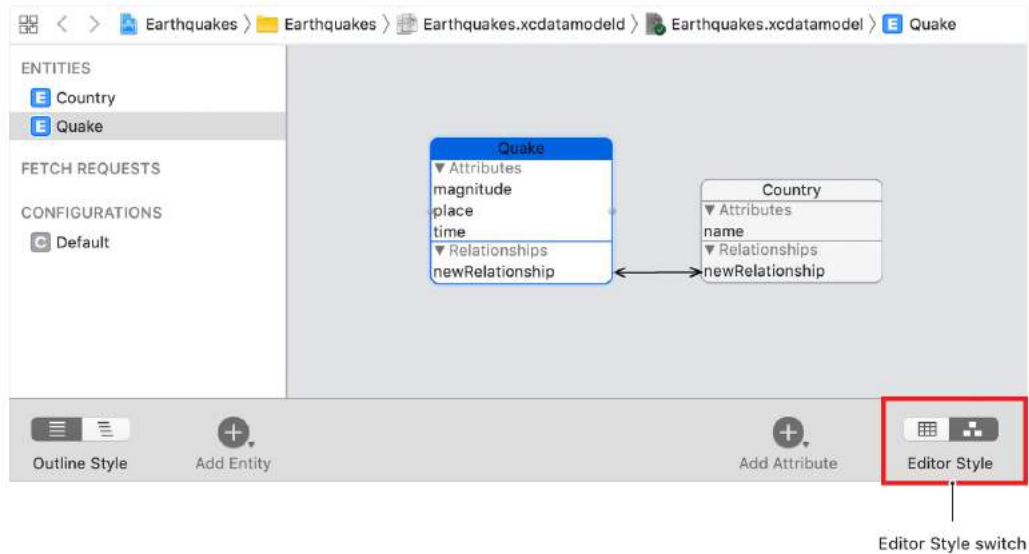 Earthquakes 〉 Earthquakes 〉 Earthquakes.xcdatamodeld 〉 Earthquakes.xcdatamodel 〉 E Quake
ENTITIES
E Country
E Quake
FETCH REQUESTS
CONFIGURATIONS
C Default
Quake
▼ Attributes
magnitude
place
time
▼ Relationships
newRelationship
Country
▼ Attributes
name
▼ Relationships
newRelationship
Outline Style
Add Entity
Add Attribute
Editor Style
Editor Style switch